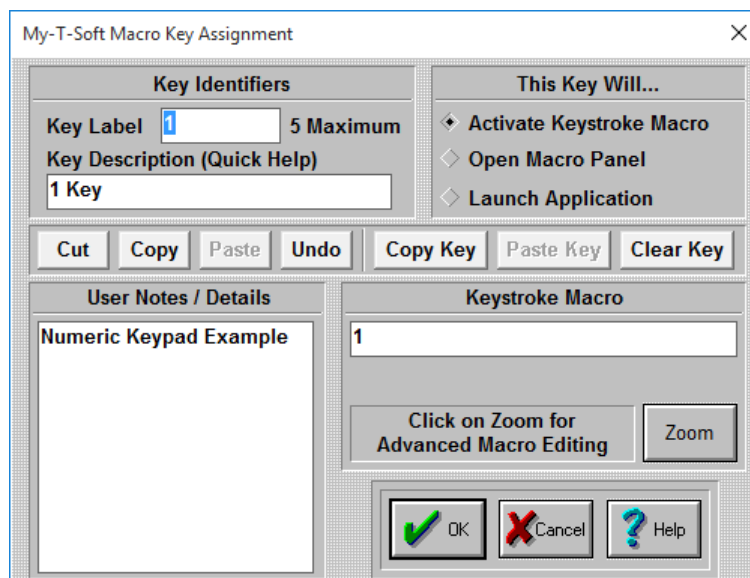 My-T-Soft Macro Key Assignment
Key Identifiers
Key Label 1 5 Maximum
Key Description (Quick Help)
1 Key
This Key Will...
Activate Keystroke Macro
Open Macro Panel
Launch Application
Cut Copy Paste Undo Copy Key Paste Key Clear Key
User Notes / Details
Numeric Keypad Example
Keystroke Macro
1
Click on Zoom for
Advanced Macro Editing
Zoom
OK Cancel Help